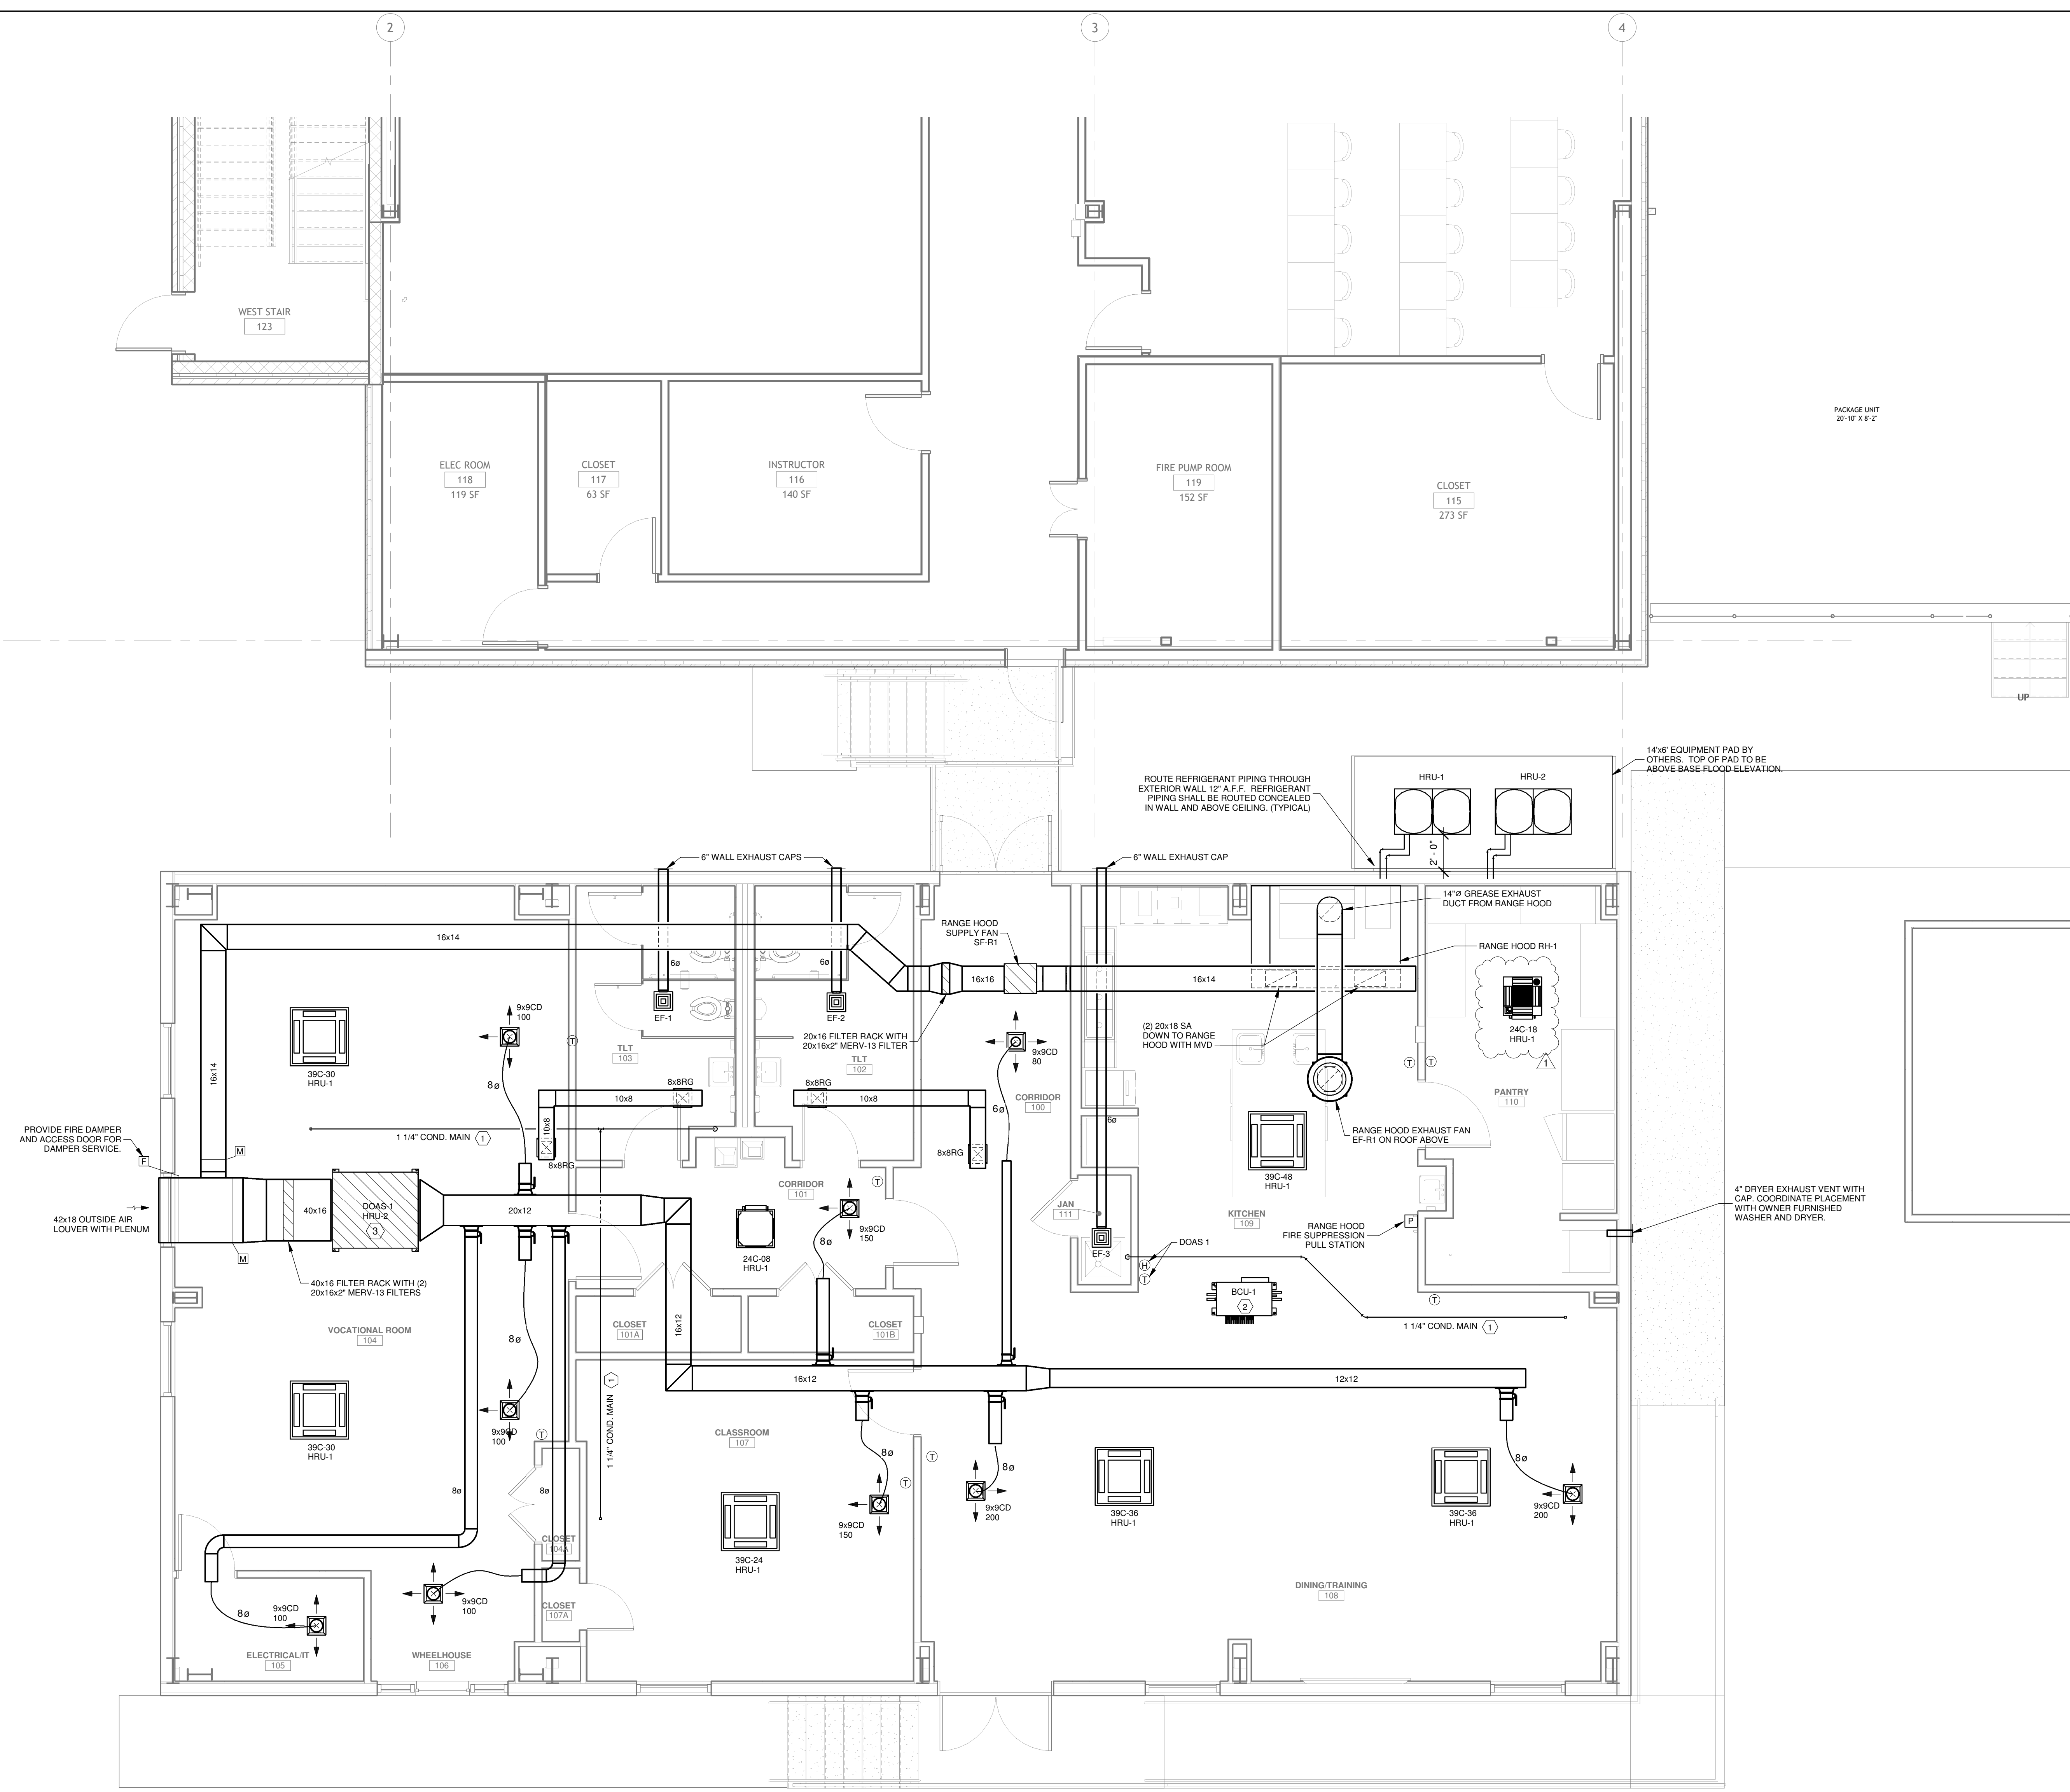 2
3
4
WEST STAIR
123
ELEC ROOM
118
119 SF
CLOSET
117
63 SF
INSTRUCTOR
116
140 SF
FIRE PUMP ROOM
119
152 SF
CLOSET
115
273 SF
PACKAGE UNIT
20'-10" X 8'-2"
UP
14'x6' EQUIPMENT PAD BY
OTHERS. TOP OF PAD TO BE
ABOVE BASE FLOOD ELEVATION.
ROUTE REFRIGERANT PIPING THROUGH
EXTERIOR WALL 12" A.F.F. REFRIGERANT
PIPING SHALL BE ROUTED CONCEALED
IN WALL AND ABOVE CEILING. (TYPICAL)
HRU-1
HRU-2
2' - 0"
6" WALL EXHAUST CAPS
6" WALL EXHAUST CAP
14"Ø GREASE EXHAUST
DUCT FROM RANGE HOOD
RANGE HOOD
SUPPLY FAN
SF-R1
RANGE HOOD RH-1
16x14
6ø
6ø
16x16
16x14
9x9CD
100
EF-1
EF-2
20x16 FILTER RACK WITH
20x16x2" MERV-13 FILTER
(2) 20x18 SA
DOWN TO RANGE
HOOD WITH MVD
24C-18
HRU-1
1
T
TLT
103
TLT
102
9x9CD
80
T
T
39C-30
HRU-1
16x14
8ø
8x8RG
10x8
8x8RG
10x8
CORRIDOR
100
PANTRY
110
6ø
6ø
PROVIDE FIRE DAMPER
AND ACCESS DOOR FOR
DAMPER SERVICE.
F
M
1 1/4" COND. MAIN
1
10x8
8x8RG
8x8RG
RANGE HOOD EXHAUST FAN
EF-R1 ON ROOF ABOVE
39C-48
HRU-1
CORRIDOR
101
T
42x18 OUTSIDE AIR
LOUVER WITH PLENUM
40x16
DOAS-1
HRU-2
3
20x12
M
9x9CD
150
8ø
24C-08
HRU-1
JAN
111
KITCHEN
109
RANGE HOOD
FIRE SUPPRESSION
PULL STATION
P
4" DRYER EXHAUST VENT WITH
CAP. COORDINATE PLACEMENT
WITH OWNER FURNISHED
WASHER AND DRYER.
EF-3
DOAS 1
H
T
40x16 FILTER RACK WITH (2)
20x16x2" MERV-13 FILTERS
BCU-1
2
T
VOCATIONAL ROOM
104
8ø
CLOSET
101A
16x12
CLOSET
101B
1 1/4" COND. MAIN
1
16x12
12x12
1 1/4" COND. MAIN
1
39C-30
HRU-1
9x9CD
100
T
CLASSROOM
107
T
8ø
T
8ø
8ø
8ø
8ø
9x9CD
150
9x9CD
200
39C-36
HRU-1
39C-36
HRU-1
9x9CD
200
39C-24
HRU-1
CLOSET
104A
8ø
9x9CD
100
9x9CD
100
CLOSET
107A
DINING/TRAINING
108
ELECTRICAL/IT
105
WHEELHOUSE
106